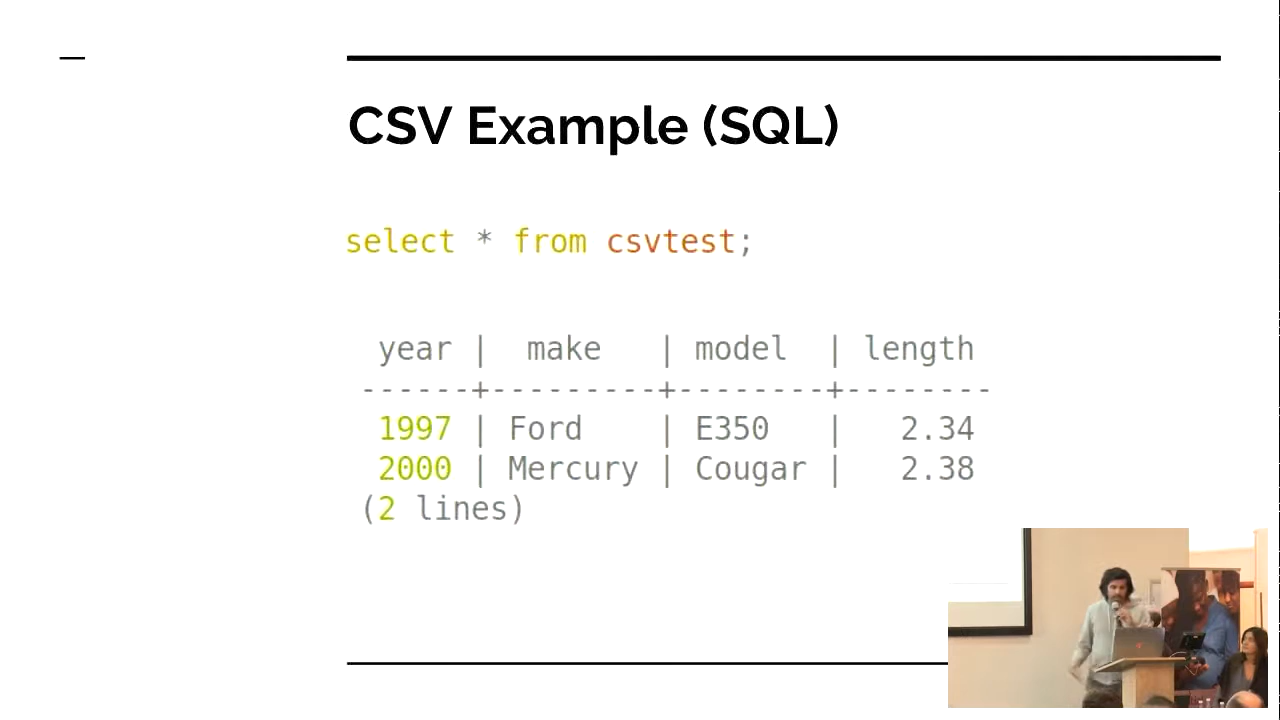 CSV Example (SQL)
select * from csvtest;
year | make | model | length
------+---------+--------+--------
1997 | Ford | E350 | 2.34
2000 | Mercury | Cougar | 2.38
(2 lines)